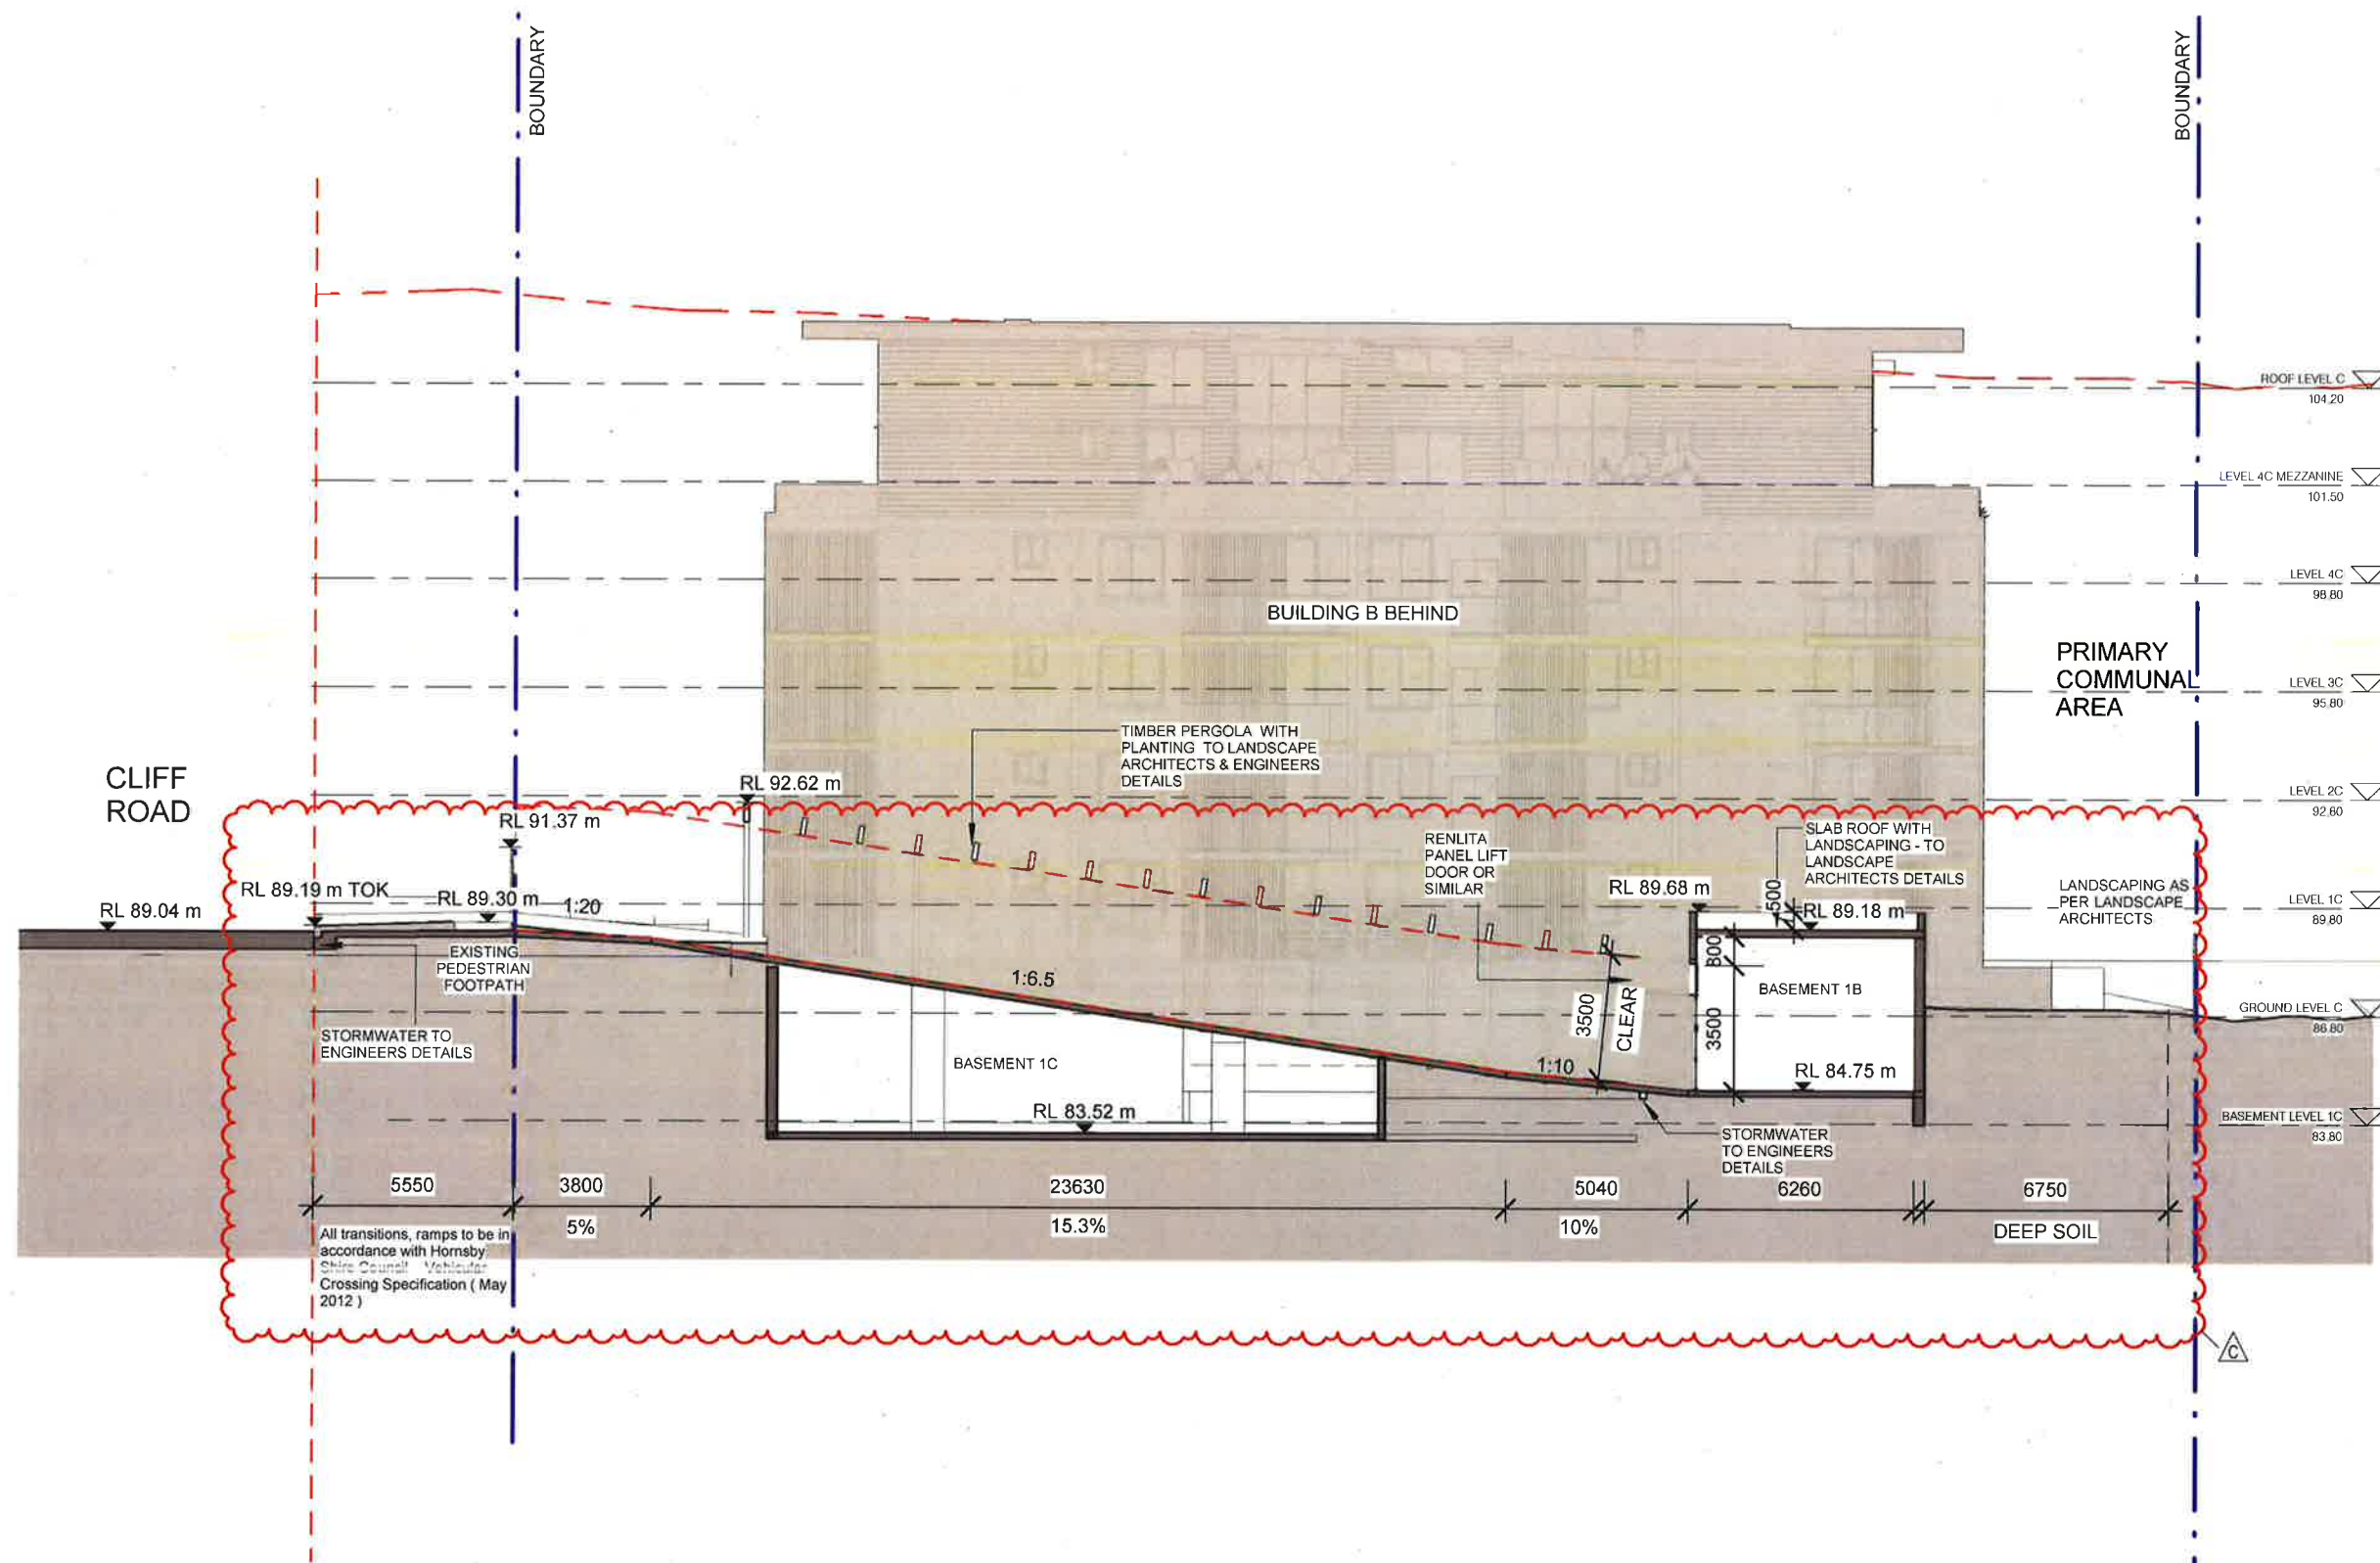 BOUNDARY
BOUNDARY
ROOF LEVEL C
104.20
LEVEL 4C MEZZANINE
101.50
LEVEL 4C
98.80
BUILDING B BEHIND
PRIMARY
COMMUNAL
AREA
LEVEL 3C
95.80
TIMBER PERGOLA WITH
PLANTING TO LANDSCAPE
ARCHITECTS & ENGINEERS
DETAILS
CLIFF
ROAD
RL 92.62 m
LEVEL 2C
92.60
RL 91.37 m
RENLITA
PANEL LIFT
DOOR OR
SIMILAR
SLAB ROOF WITH
LANDSCAPING - TO
LANDSCAPE
ARCHITECTS DETAILS
RL 89.19 m TOK
RL 89.30 m
1:20
RL 89.04 m
RL 89.68 m
500
RL 89.18 m
LANDSCAPING AS
PER LANDSCAPE
ARCHITECTS
LEVEL 1C
89.80
EXISTING
PEDESTRIAN
FOOTPATH
1:6.5
800
BASEMENT 1B
3500
CLEAR
3500
GROUND LEVEL C
86.80
STORMWATER TO
ENGINEERS DETAILS
BASEMENT 1C
1:10
RL 84.75 m
RL 83.52 m
BASEMENT LEVEL 1C
83.80
STORMWATER
TO ENGINEERS
DETAILS
5550
3800
23630
5040
6260
6750
5%
15.3%
10%
DEEP SOIL
All transitions, ramps to be in
accordance with Hornsby
Shire Council Vehicular
Crossing Specification ( May
2012 )
C